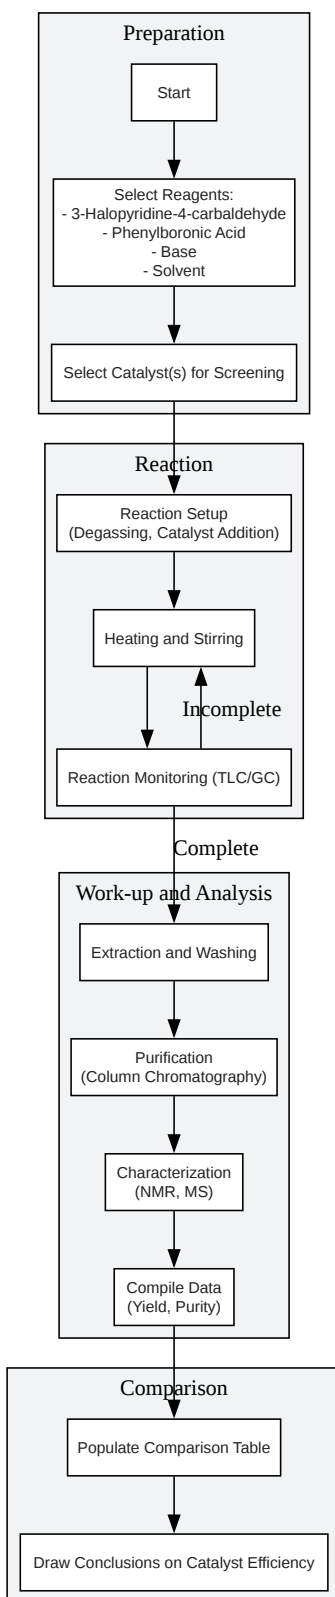 Preparation
Start
Select Reagents:
- 3-Halopyridine-4-carbaldehyde
- Phenylboronic Acid
- Base
- Solvent
Select Catalyst(s) for Screening
Reaction
Reaction Setup
(Degassing, Catalyst Addition)
Heating and Stirring
Incomplete
Reaction Monitoring (TLC/GC)
Complete
Work-up and Analysis
Extraction and Washing
Purification
(Column Chromatography)
Characterization
(NMR, MS)
Compile Data
(Yield, Purity)
Comparison
Populate Comparison Table
Draw Conclusions on Catalyst Efficiency